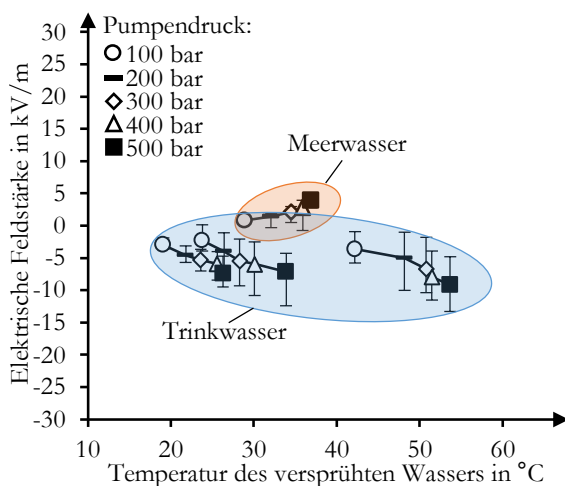 Pumpendruck:
100 bar
200 bar
300 bar
400 bar
500 bar
Meerwasser
Trinkwasser
Elektrische Feldstärke in kV/m
30
25
20
15
10
5
0
-5
-10
-15
-20
-25
-30
10 20 30 40 50 60
Temperatur des versprühten Wassers in °C